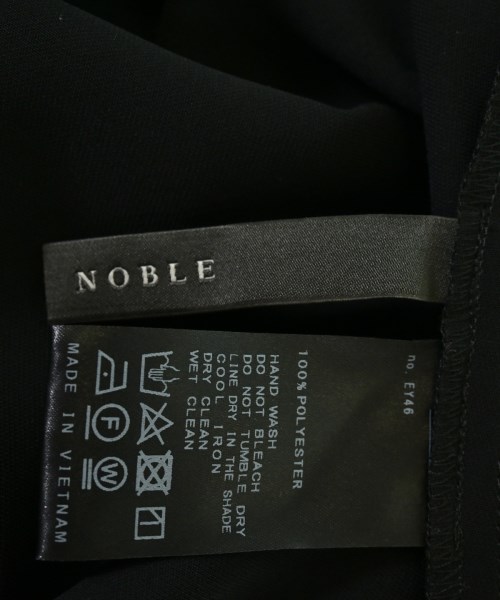 NOBLE
no, EY46
100% POLYESTER
HAND WASH
DO NOT BLEACH
DO NOT TUMBLE DRY
LINE DRY IN THE SHADE
COOL IRON
DRY CLEAN
WET CLEAN
F W
MADE IN VIETNAM